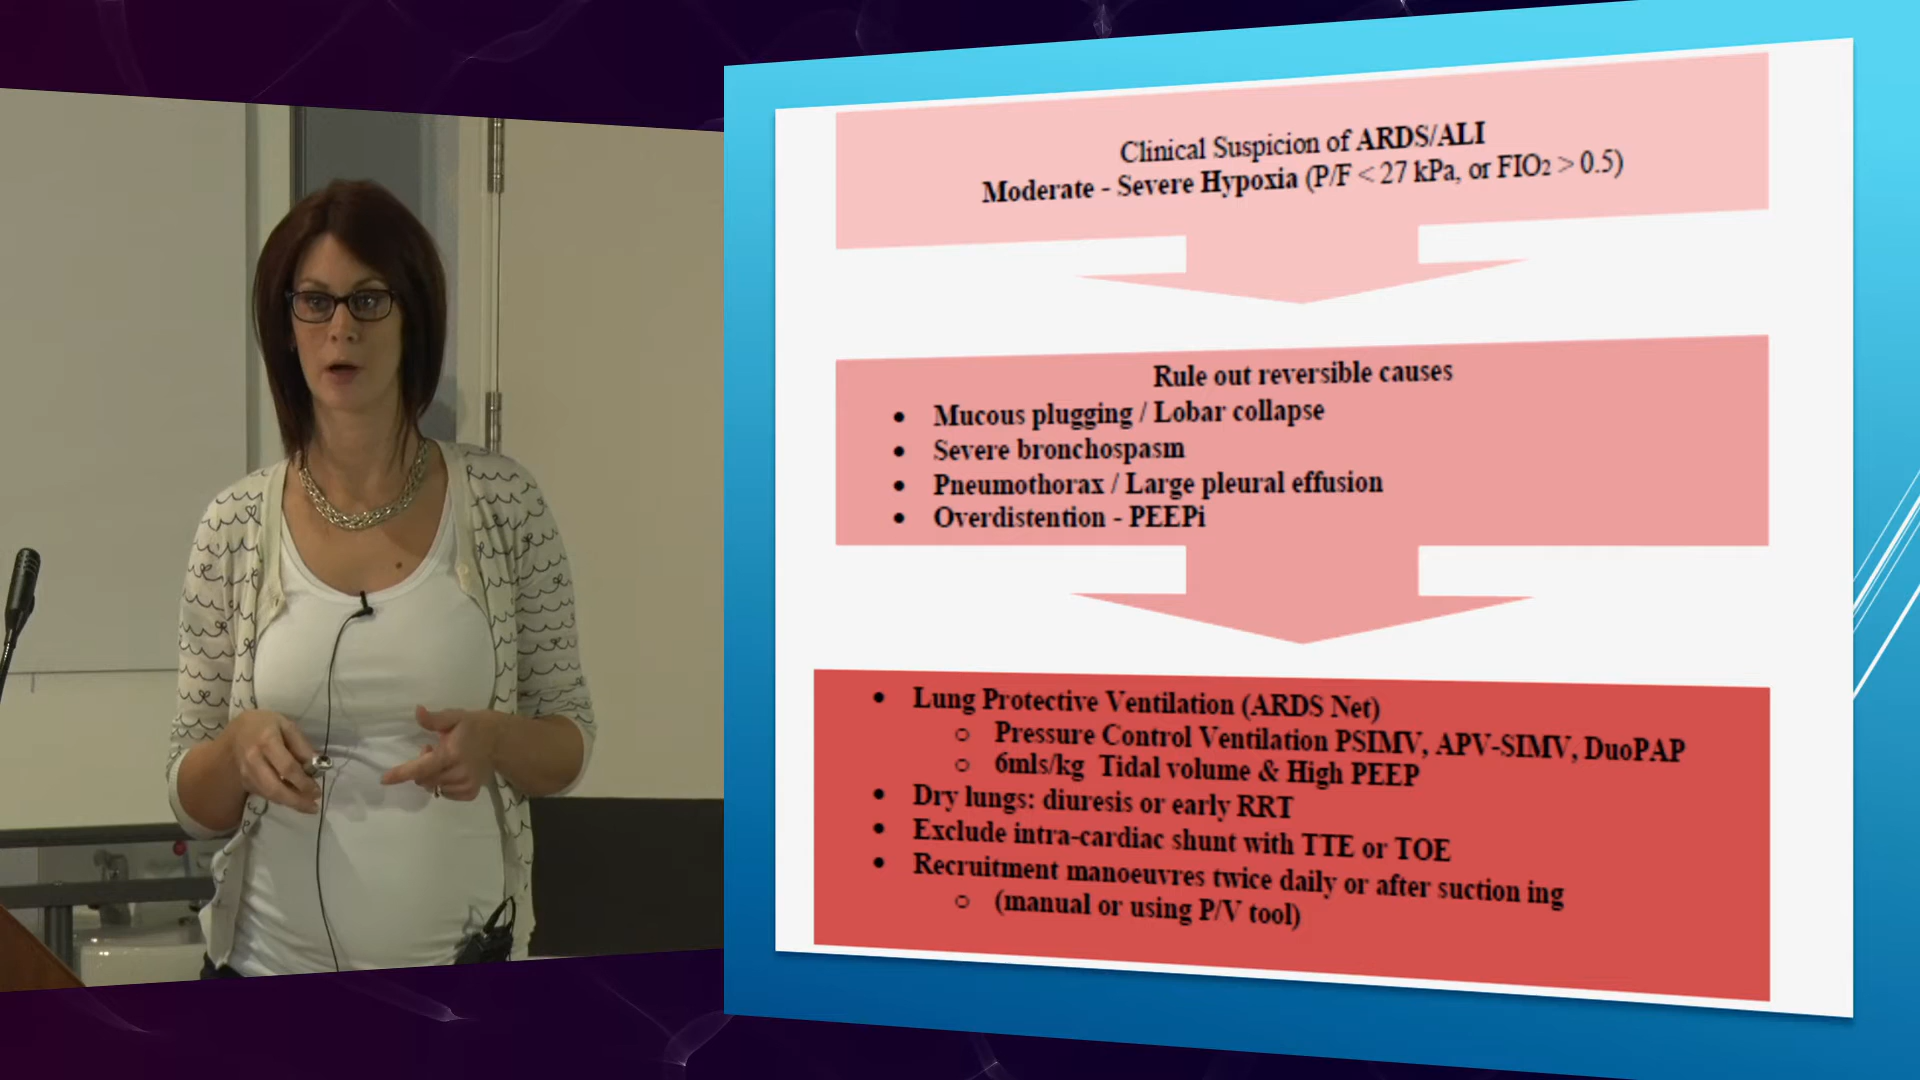 Clinical Suspicion of ARDS/ALI
Moderate - Severe Hypoxia (P/F < 27 kPa, or FIO2 > 0.5)
Rule out reversible causes
• Mucous plugging / Lobar collapse
• Severe bronchospasm
• Pneumothorax / Large pleural effusion
• Overdistention - PEEPi
• Lung Protective Ventilation (ARDS Net)
○ Pressure Control Ventilation PSIMV, APV-SIMV, DuoPAP
○ 6mls/kg Tidal volume & High PEEP
• Dry lungs: diuresis or early RRT
• Exclude intra-cardiac shunt with TTE or TOE
• Recruitment manoeuvres twice daily or after suction ing
○ (manual or using P/V tool)